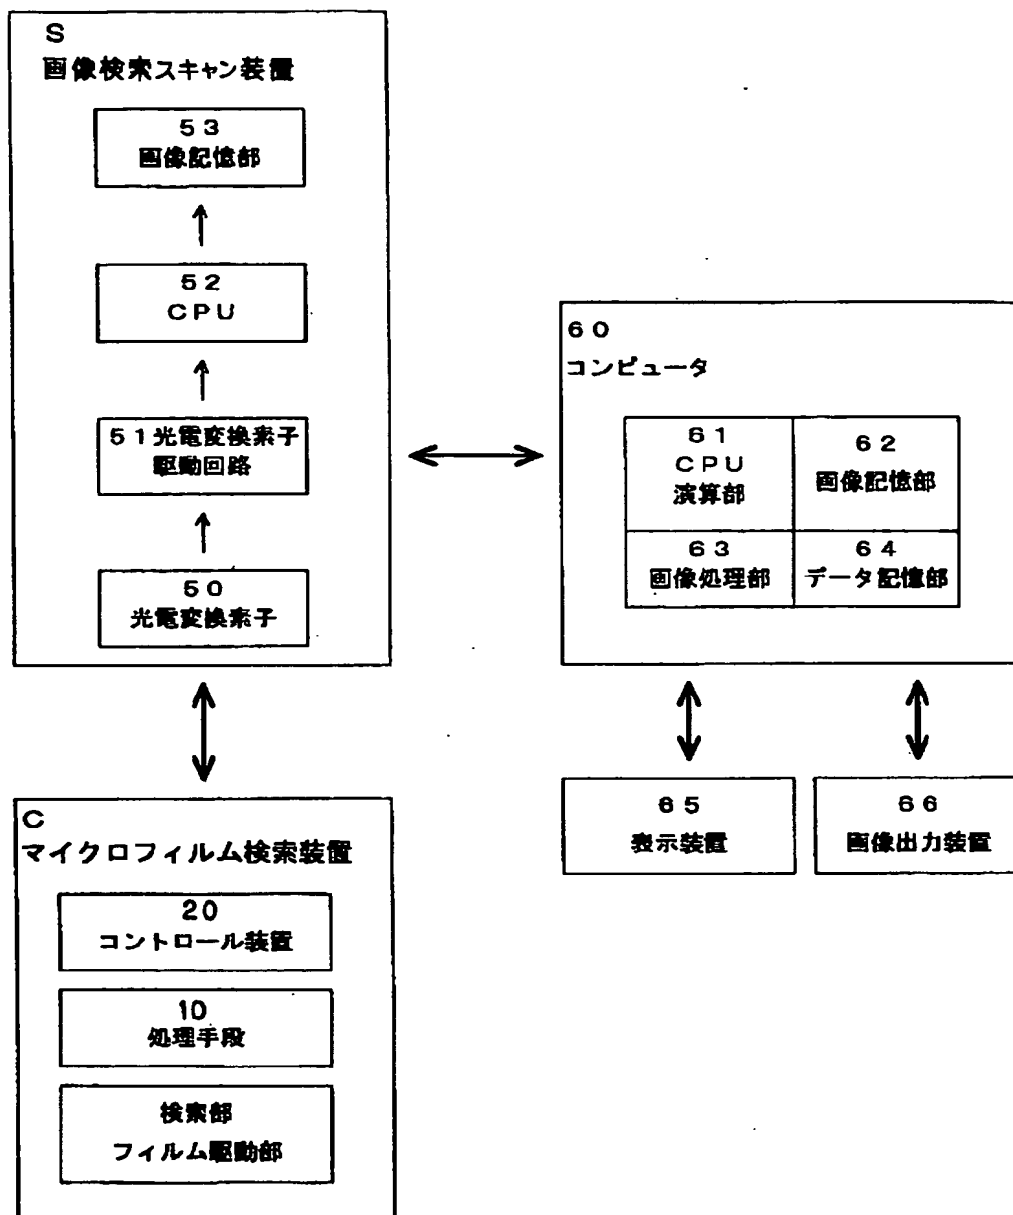 S
画像検索スキャン装置
53
画像記憶部
52
CPU
51光電変換素子
駆動回路
50
光電変換素子
60
コンピュータ
61
CPU
演算部
62
画像記憶部
63
画像処理部
64
データ記憶部
65
表示装置
66
画像出力装置
C
マイクロフィルム検索装置
20
コントロール装置
10
処理手段
検索部
フィルム駆動部